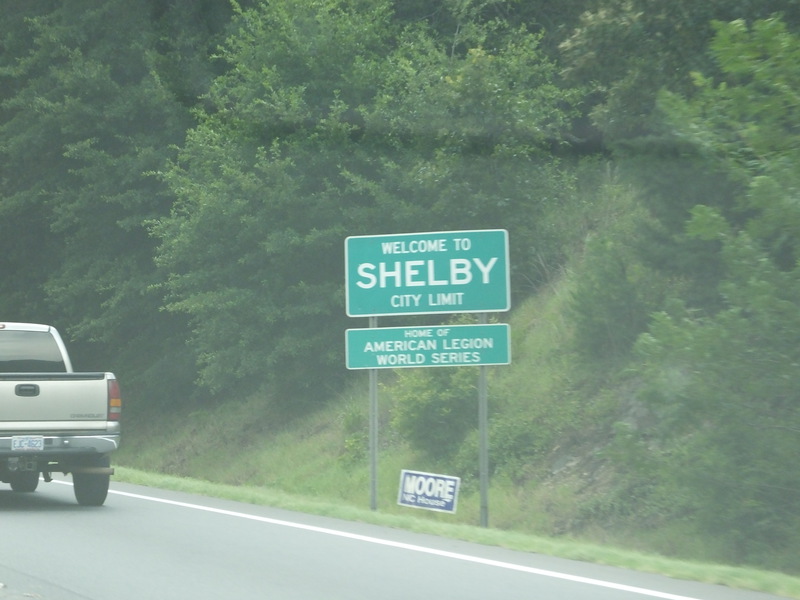 WELCOME TO
SHELBY
CITY LIMIT
HOME OF
AMERICAN LEGION
WORLD SERIES
MOORE
NC House